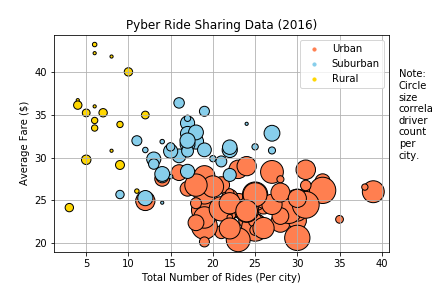 Pyber Ride Sharing Data (2016)
Average Fare ($)
40
35
30
25
20
Urban
Suburban
Rural
Note:
Circle
size
correla
driver
count
per
city.
5 10 15 20 25 30 35 40
Total Number of Rides (Per city)